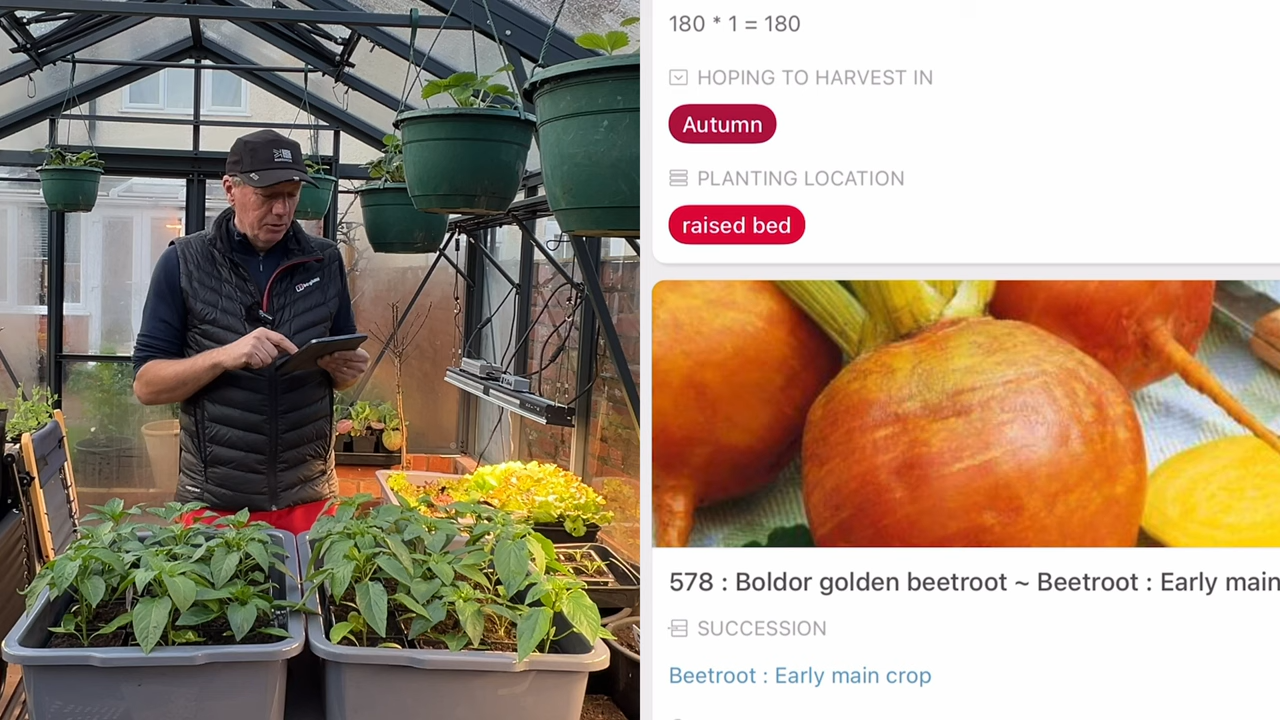 180 * 1 = 180
HOPING TO HARVEST IN
Autumn
PLANTING LOCATION
raised bed
578 : Boldor golden beetroot ~ Beetroot : Early main
SUCCESSION
Beetroot : Early main crop